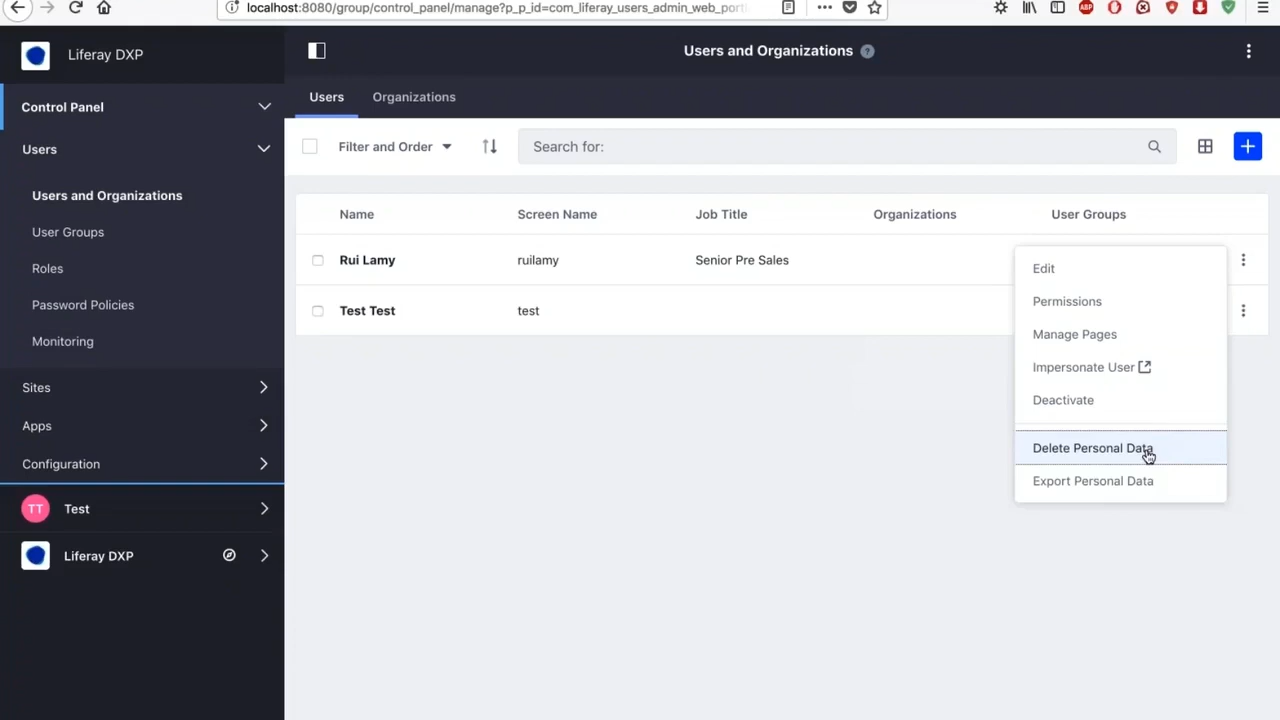 localhost:8080/group/control_panel/manage?p_p_id=com_liferay_users_admin_web_port
ABP
Liferay DXP
Users and Organizations ?
Control Panel
Users Organizations
Users
Filter and Order
Search for:
Users and Organizations
User Groups
Roles
Password Policies
Monitoring
Sites
Apps
Configuration
TT Test
Liferay DXP
Name Screen Name Job Title Organizations User Groups
Rui Lamy ruilamy Senior Pre Sales
Test Test test
Edit
Permissions
Manage Pages
Impersonate User
Deactivate
Delete Personal Data
Export Personal Data